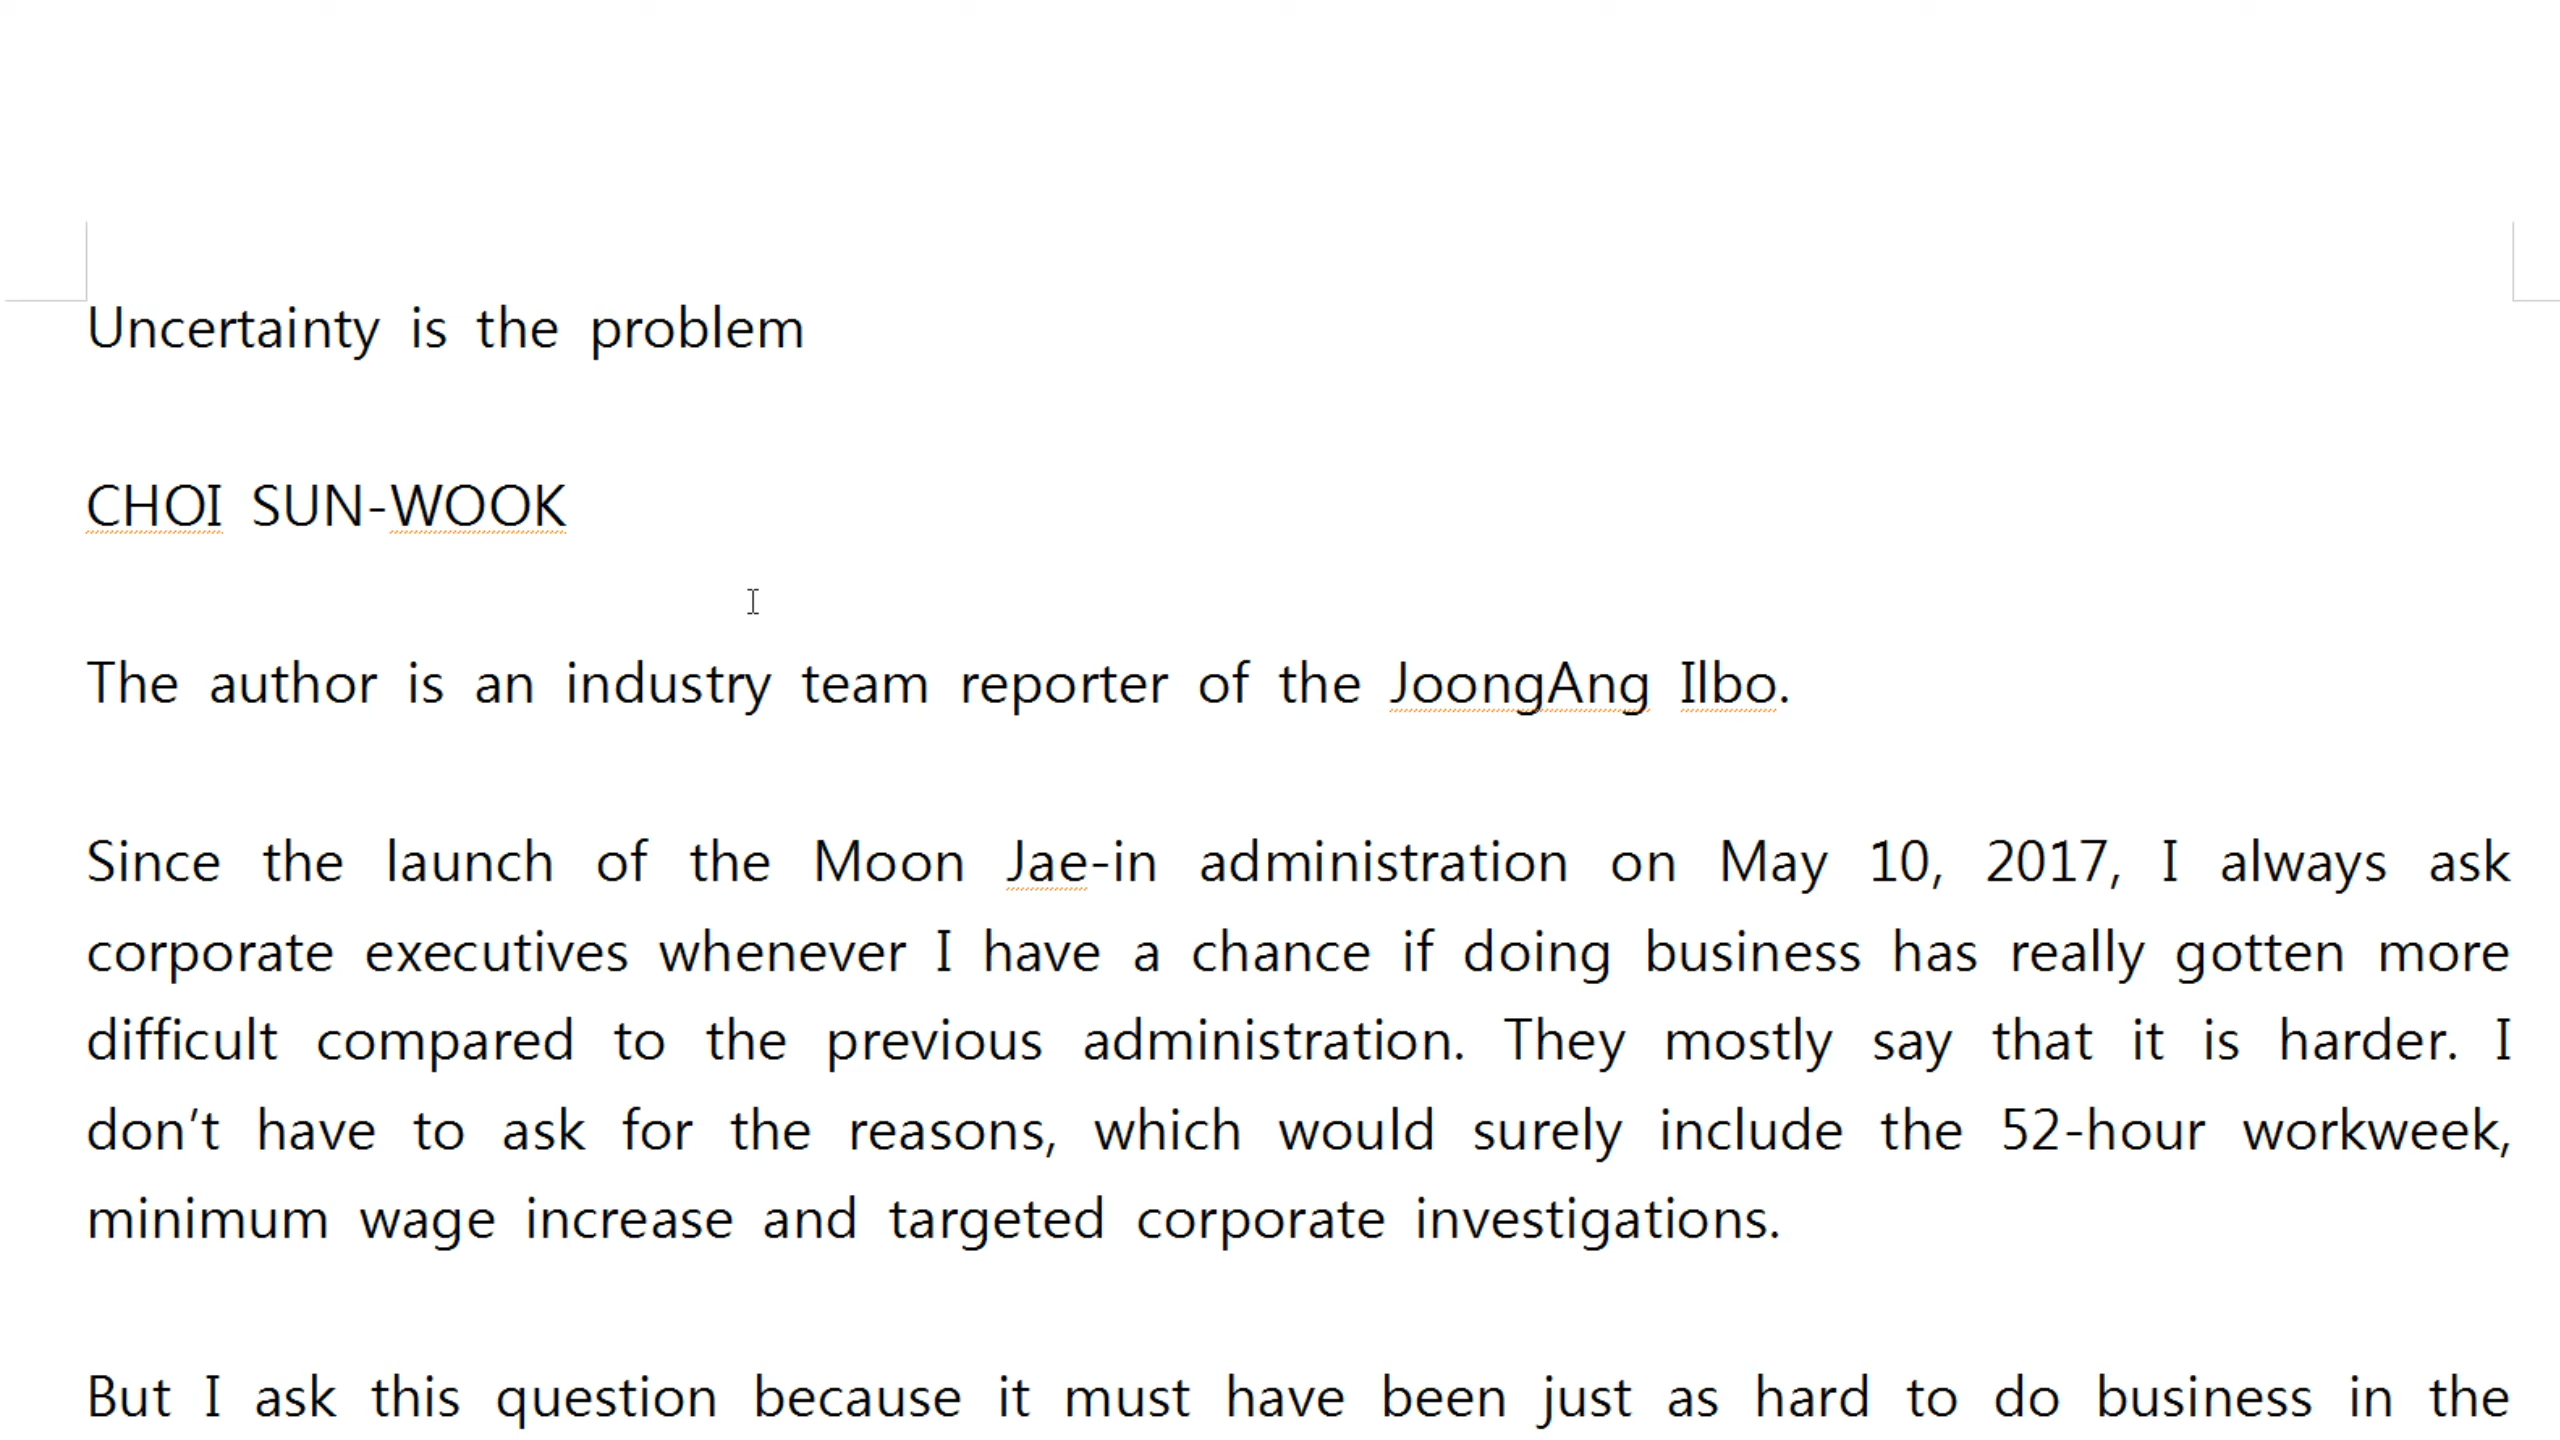 Uncertainty is the problem
CHOI SUN-WOOK
The author is an industry team reporter of the JoongAng Ilbo.
Since the launch of the Moon Jae-in administration on May 10, 2017, I always ask
corporate executives whenever I have a chance if doing business has really gotten more
difficult compared to the previous administration. They mostly say that it is harder. I
don’t have to ask for the reasons, which would surely include the 52-hour workweek,
minimum wage increase and targeted corporate investigations.
But I ask this question because it must have been just as hard to do business in the